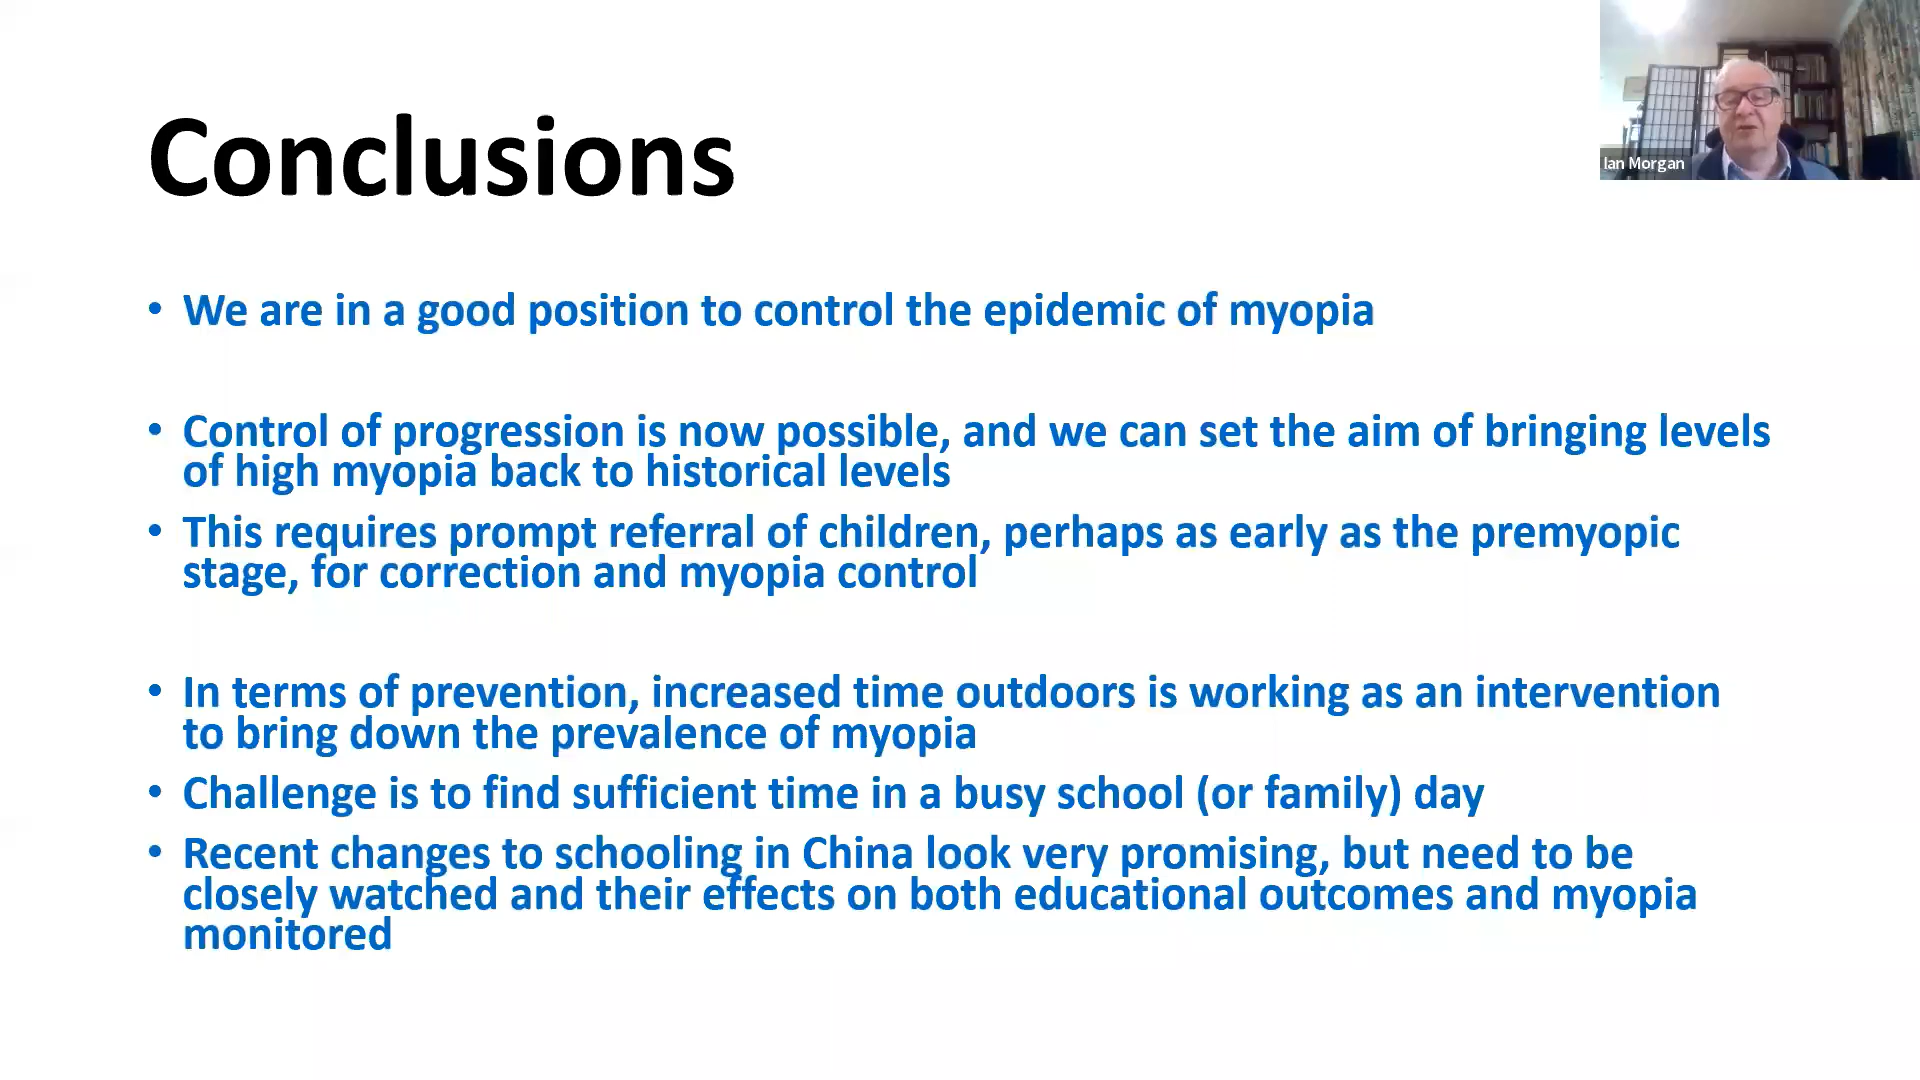 Conclusions
Ian Morgan
• We are in a good position to control the epidemic of myopia
• Control of progression is now possible, and we can set the aim of bringing levels
of high myopia back to historical levels
• This requires prompt referral of children, perhaps as early as the premyopic
stage, for correction and myopia control
• In terms of prevention, increased time outdoors is working as an intervention
to bring down the prevalence of myopia
• Challenge is to find sufficient time in a busy school (or family) day
• Recent changes to schooling in China look very promising, but need to be
closely watched and their effects on both educational outcomes and myopia
monitored